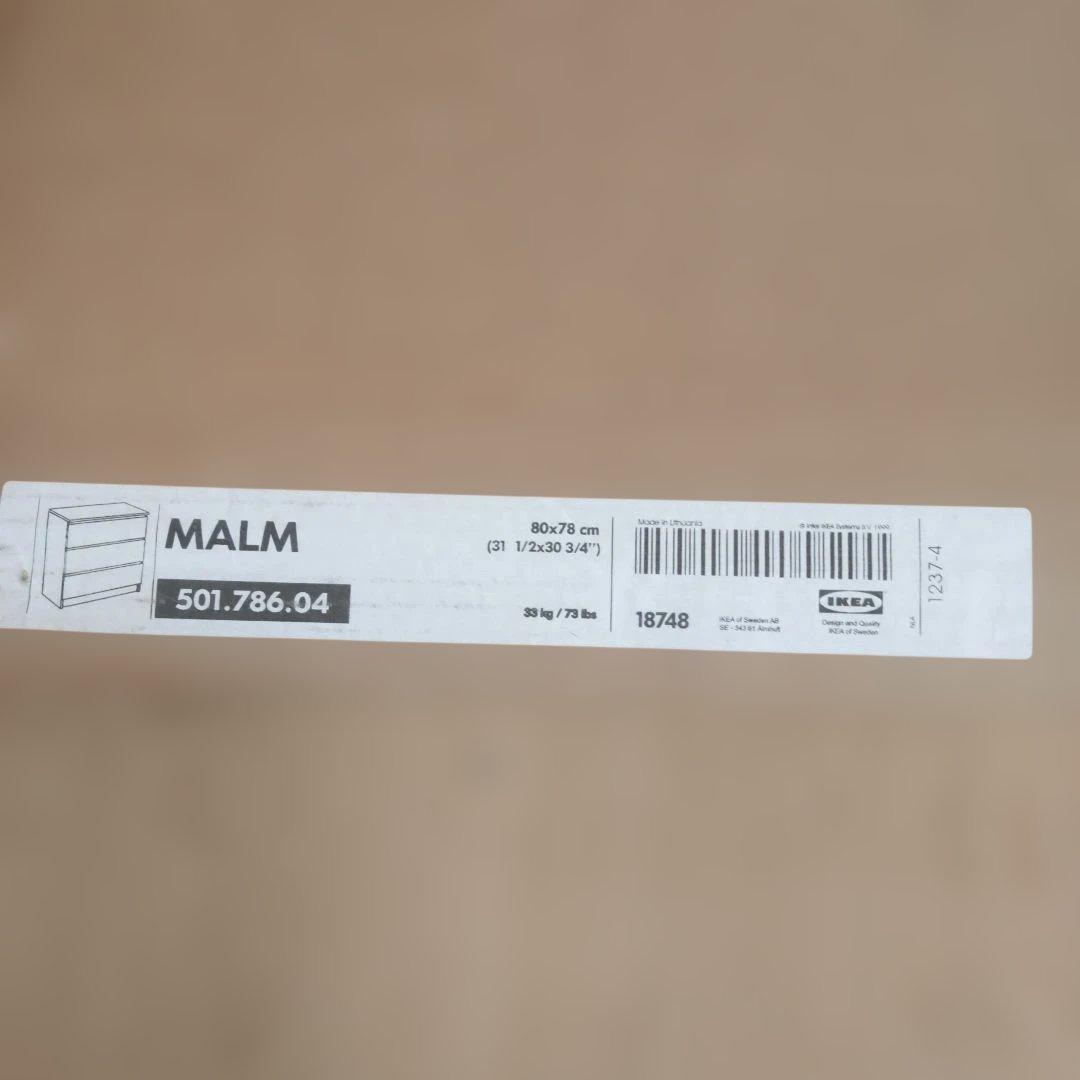 MALM
501.786.04
80x78 cm
(31 1/2x30 3/4")
33 kg / 73 lbs
Made in Lithuania
© Inter IKEA Systems B.V. 1999
18748
IKEA of Sweden AB
SE - 343 81 Älmhult
IKEA
Design and Quality
IKEA of Sweden
1237-4